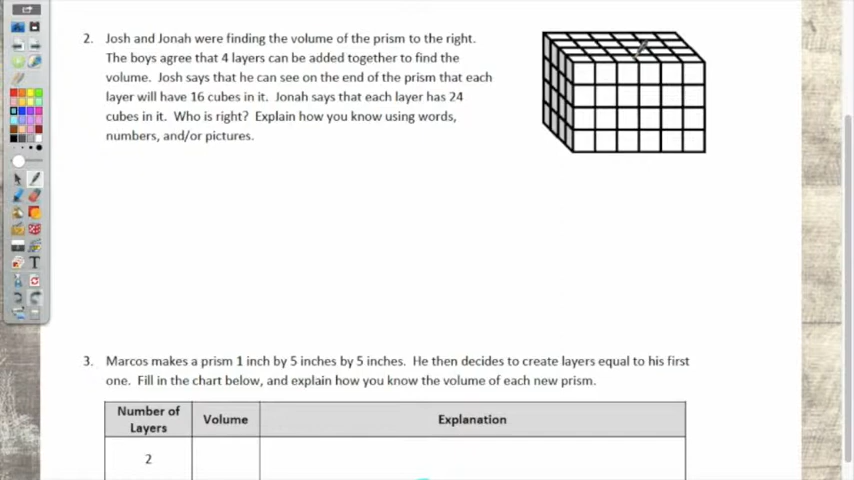 2. Josh and Jonah were finding the volume of the prism to the right.
The boys agree that 4 layers can be added together to find the
volume. Josh says that he can see on the end of the prism that each
layer will have 16 cubes in it. Jonah says that each layer has 24
cubes in it. Who is right? Explain how you know using words,
numbers, and/or pictures.
3. Marcos makes a prism 1 inch by 5 inches by 5 inches. He then decides to create layers equal to his first
one. Fill in the chart below, and explain how you know the volume of each new prism.
Number of
Layers
Volume
Explanation
2
T